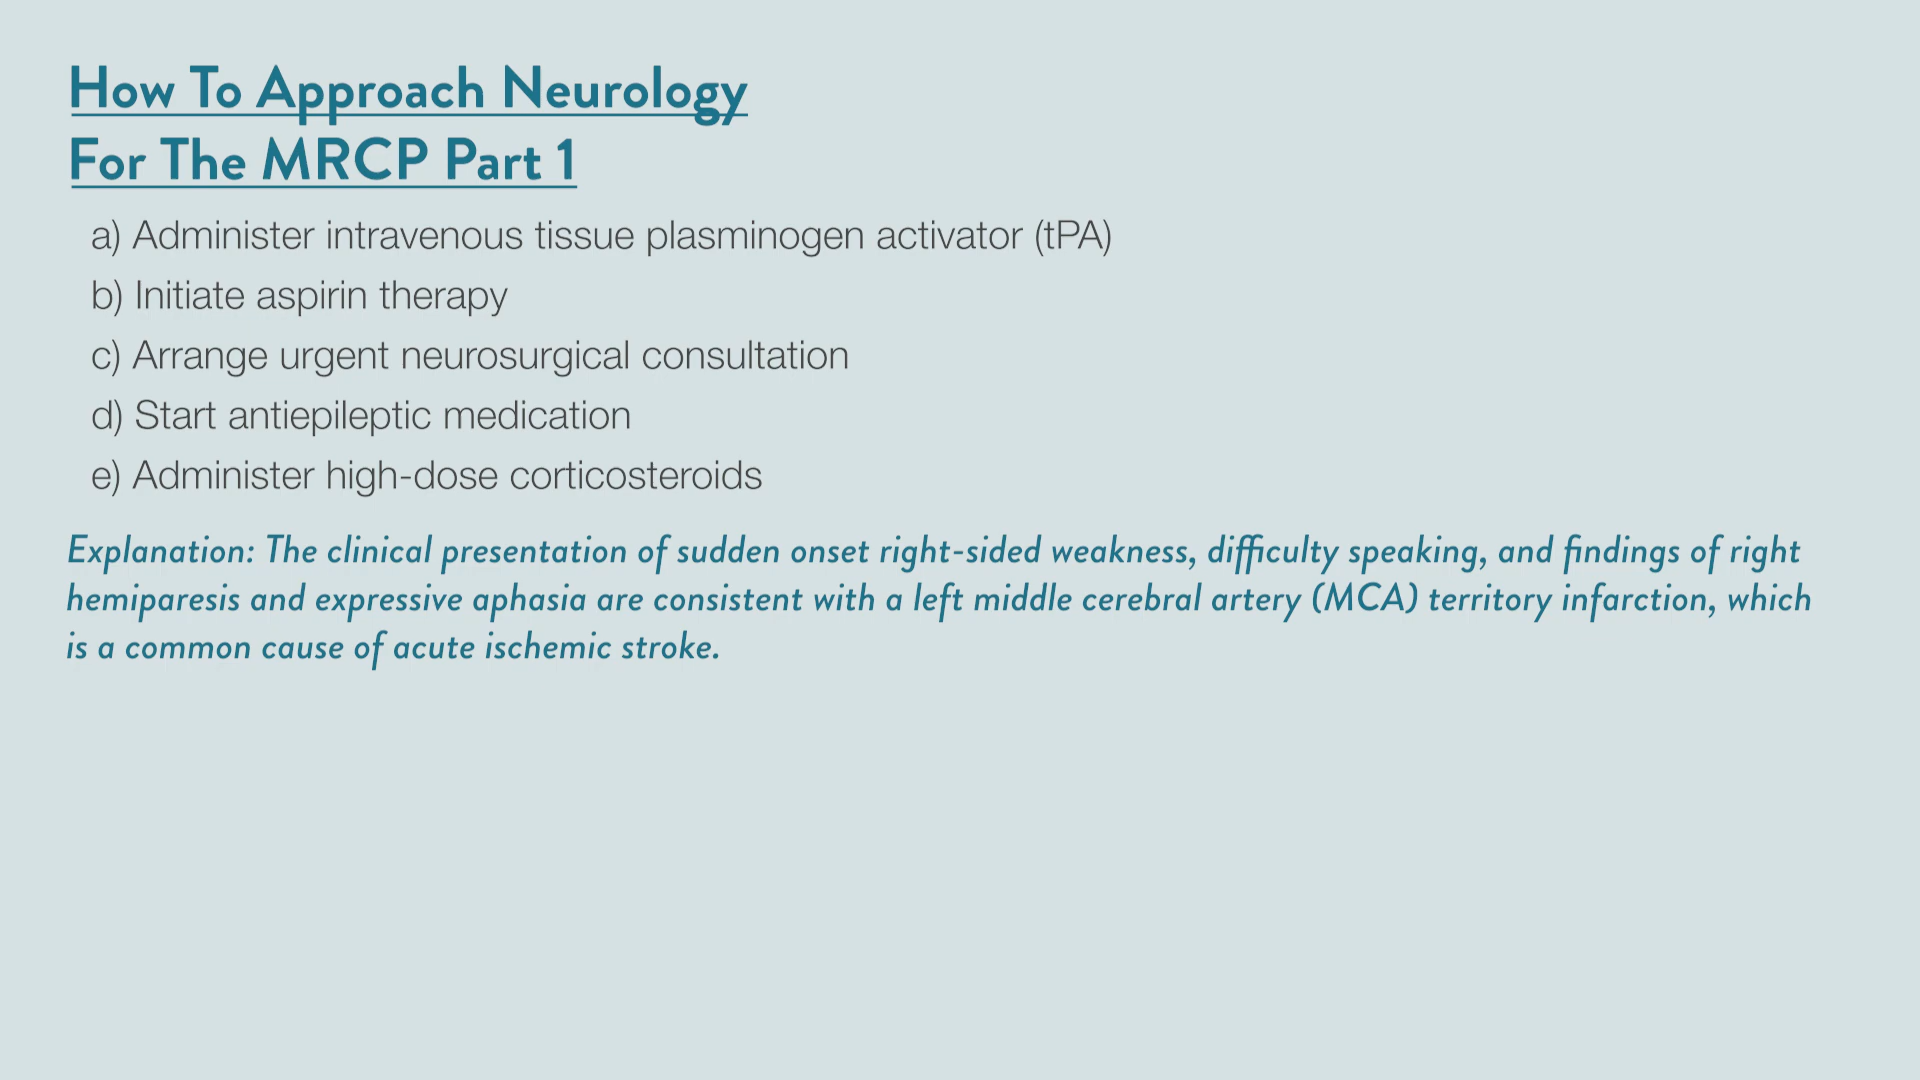 How To Approach Neurology
For The MRCP Part 1
a) Administer intravenous tissue plasminogen activator (tPA)
b) Initiate aspirin therapy
c) Arrange urgent neurosurgical consultation
d) Start antiepileptic medication
e) Administer high-dose corticosteroids
Explanation: The clinical presentation of sudden onset right-sided weakness, difficulty speaking, and findings of right
hemiparesis and expressive aphasia are consistent with a left middle cerebral artery (MCA) territory infarction, which
is a common cause of acute ischemic stroke.